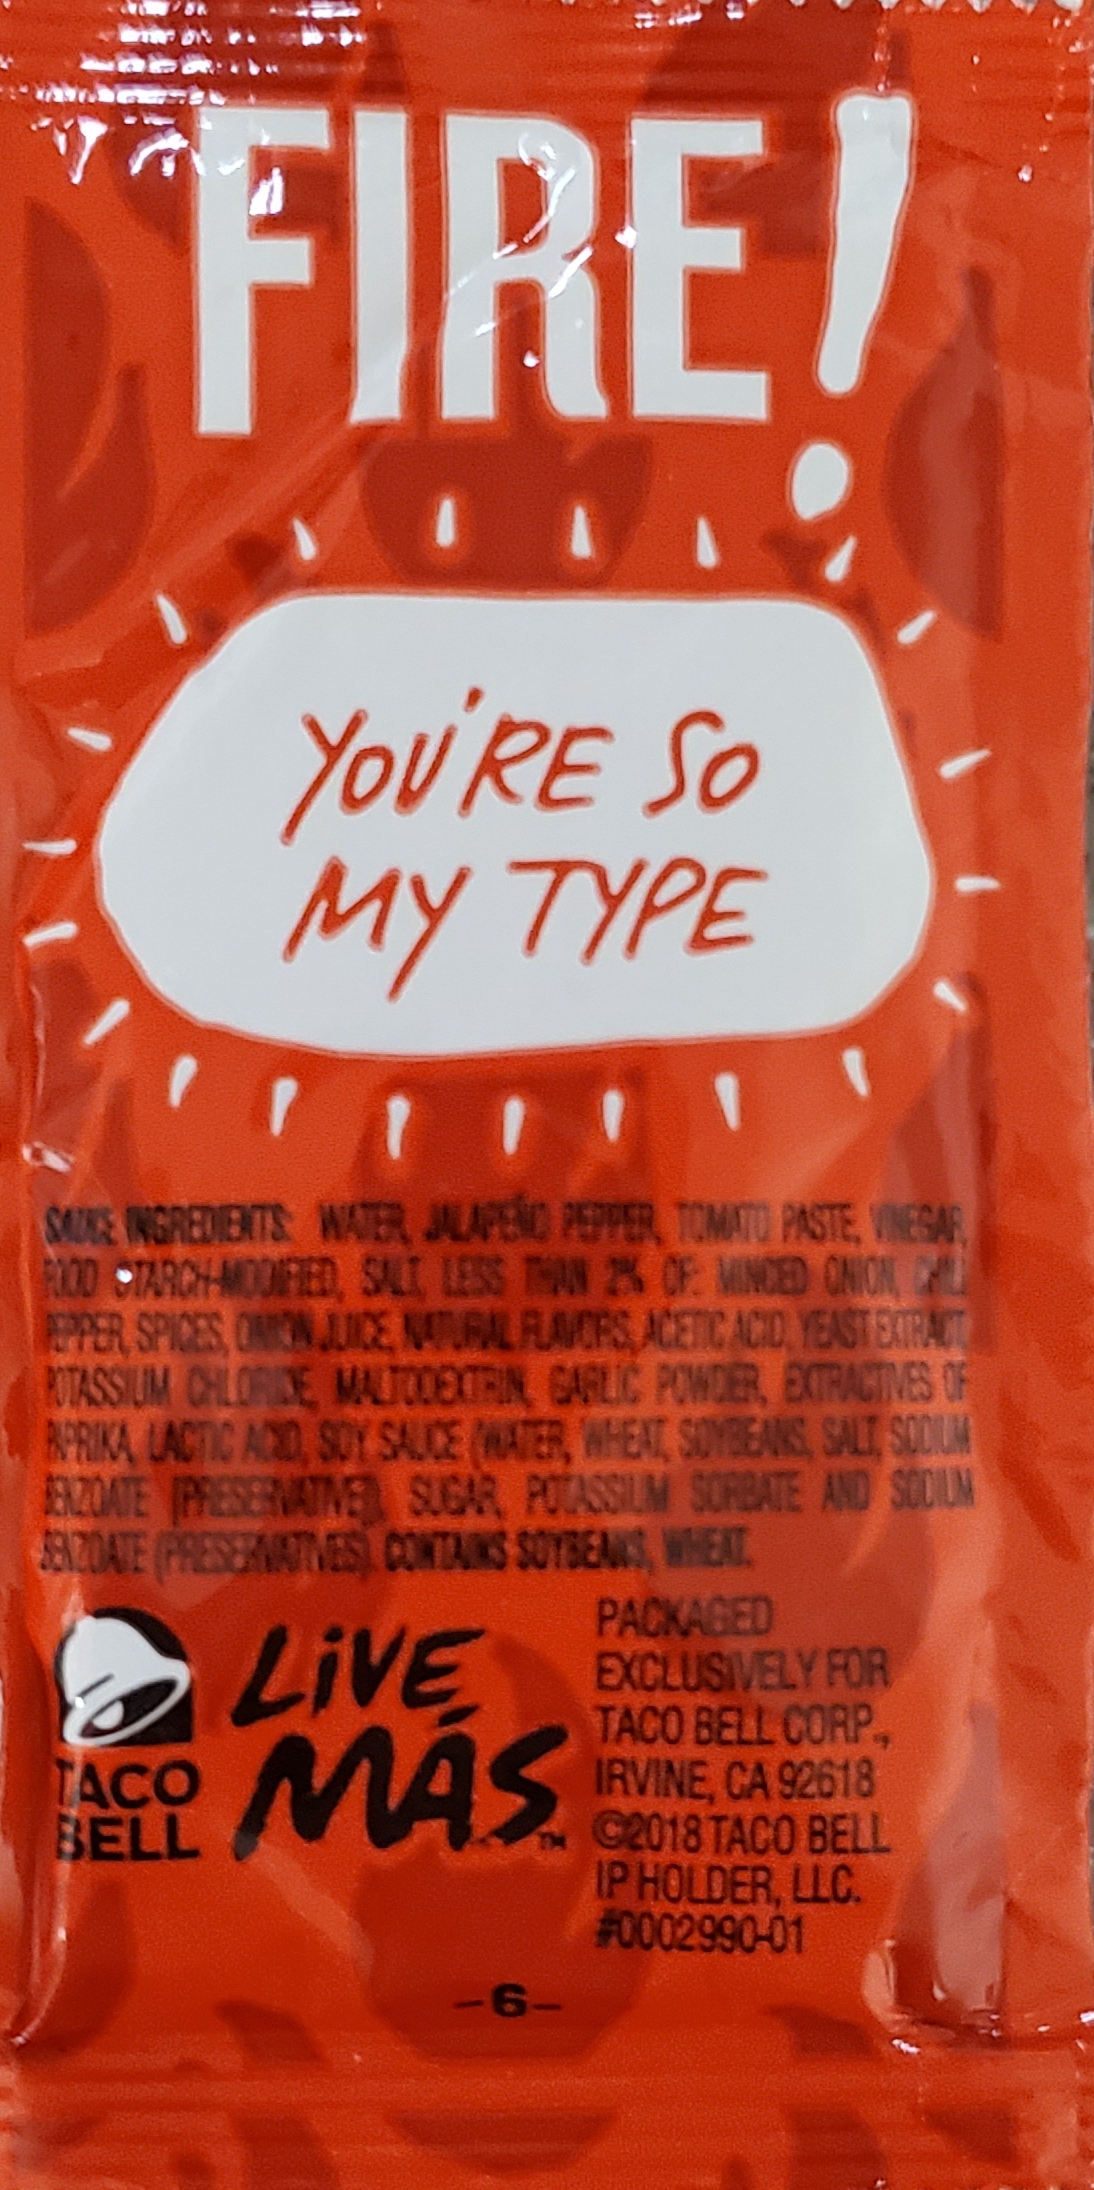 FIRE!
YOU'RE SO
MY TYPE
SAUCE INGREDIENTS: WATER, JALAPEÑO PEPPER, TOMATO PASTE, VINEGAR,
FOOD STARCH-MODIFIED, SALT, LESS THAN 2% OF: MINCED ONION, CHILI
PEPPER, SPICES, ONION JUICE, NATURAL FLAVORS, ACETIC ACID, YEAST EXTRACT,
POTASSIUM CHLORIDE, MALTODEXTRIN, GARLIC POWDER, EXTRACTIVES OF
PAPRIKA, LACTIC ACID, SOY SAUCE (WATER, WHEAT, SOYBEANS, SALT, SODIUM
BENZOATE [PRESERVATIVE]), SUGAR, POTASSIUM SORBATE AND SODIUM
BENZOATE (PRESERVATIVES). CONTAINS SOYBEANS, WHEAT.
TACO
BELL
LiVE
MÁS™
PACKAGED
EXCLUSIVELY FOR
TACO BELL CORP.,
IRVINE, CA 92618
©2018 TACO BELL
IP HOLDER, LLC.
#0002990-01
-6-